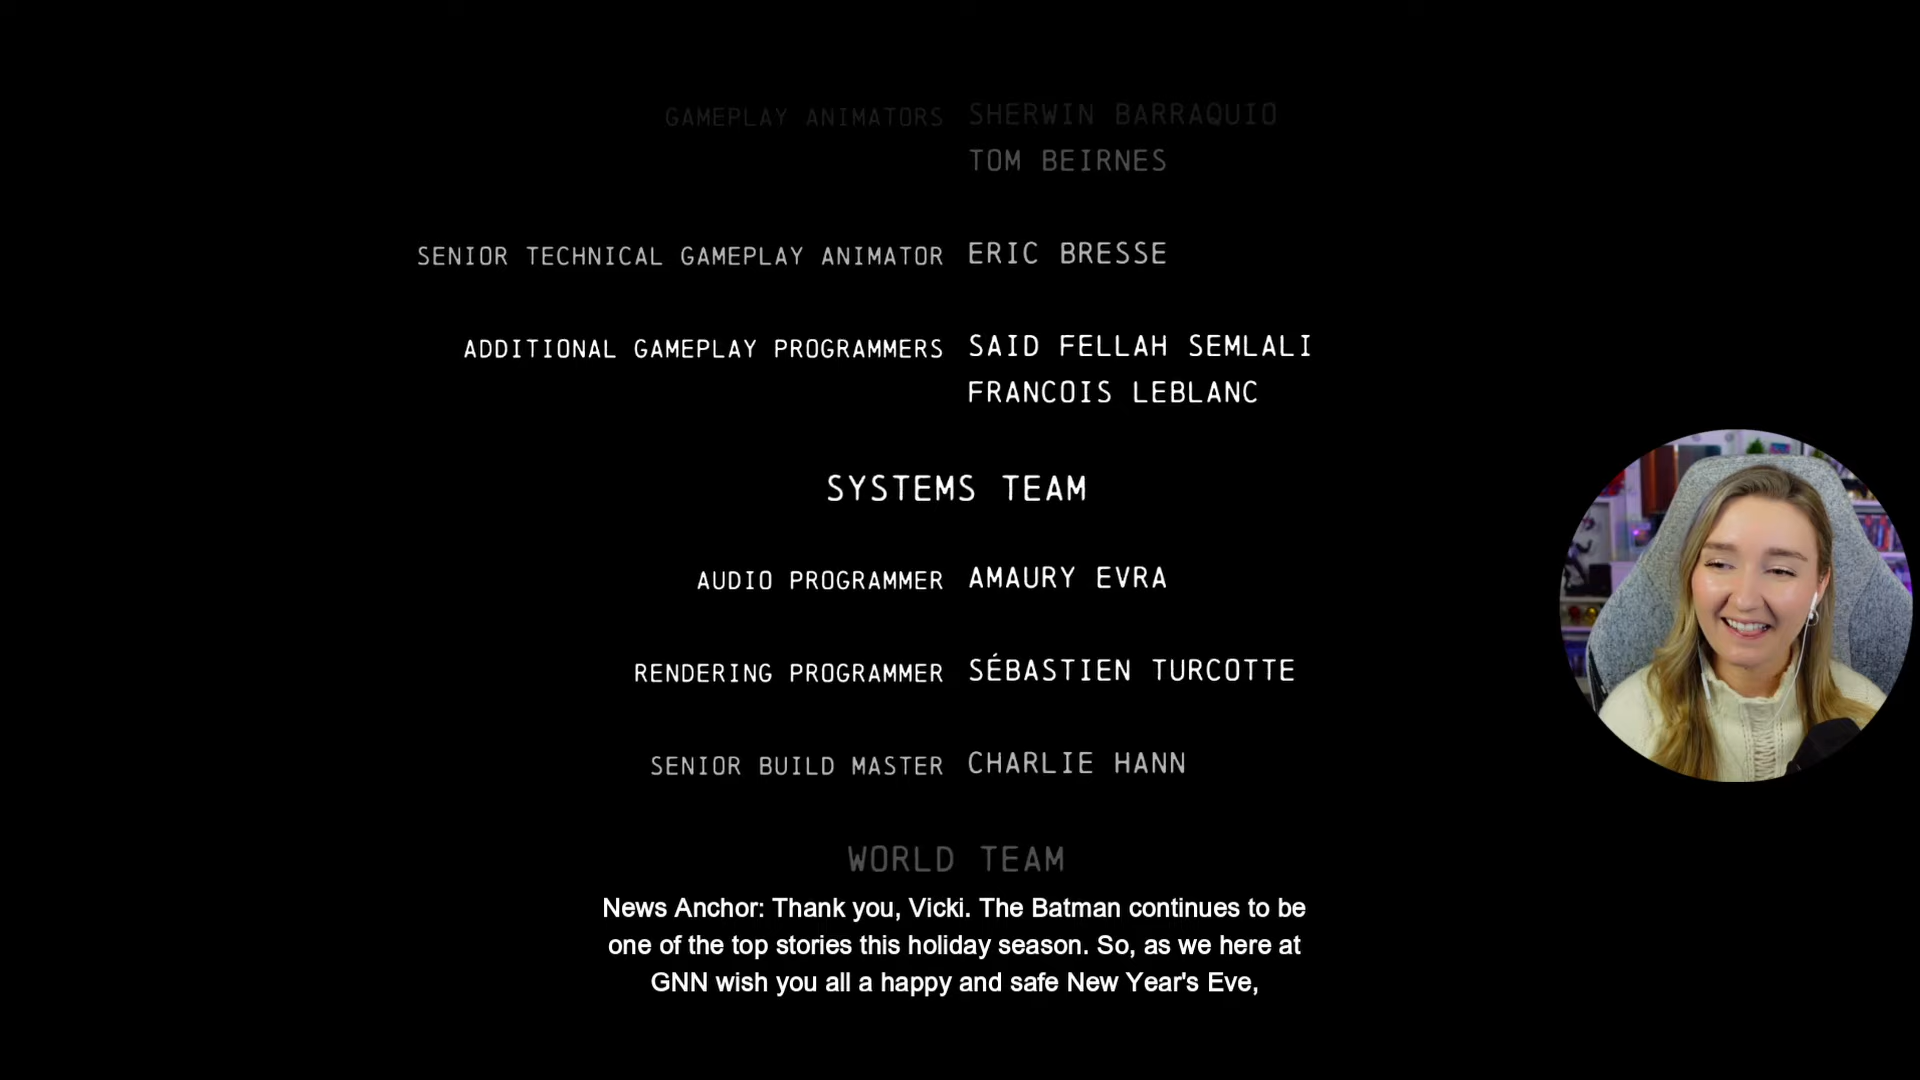 GAMEPLAY ANIMATORS SHERWIN BARRAQUIO
TOM BEIRNES
SENIOR TECHNICAL GAMEPLAY ANIMATOR ERIC BRESSE
ADDITIONAL GAMEPLAY PROGRAMMERS SAID FELLAH SEMLALI
FRANCOIS LEBLANC
SYSTEMS TEAM
AUDIO PROGRAMMER AMAURY EVRA
RENDERING PROGRAMMER SÉBASTIEN TURCOTTE
SENIOR BUILD MASTER CHARLIE HANN
WORLD TEAM
News Anchor: Thank you, Vicki. The Batman continues to be
one of the top stories this holiday season. So, as we here at
GNN wish you all a happy and safe New Year's Eve,